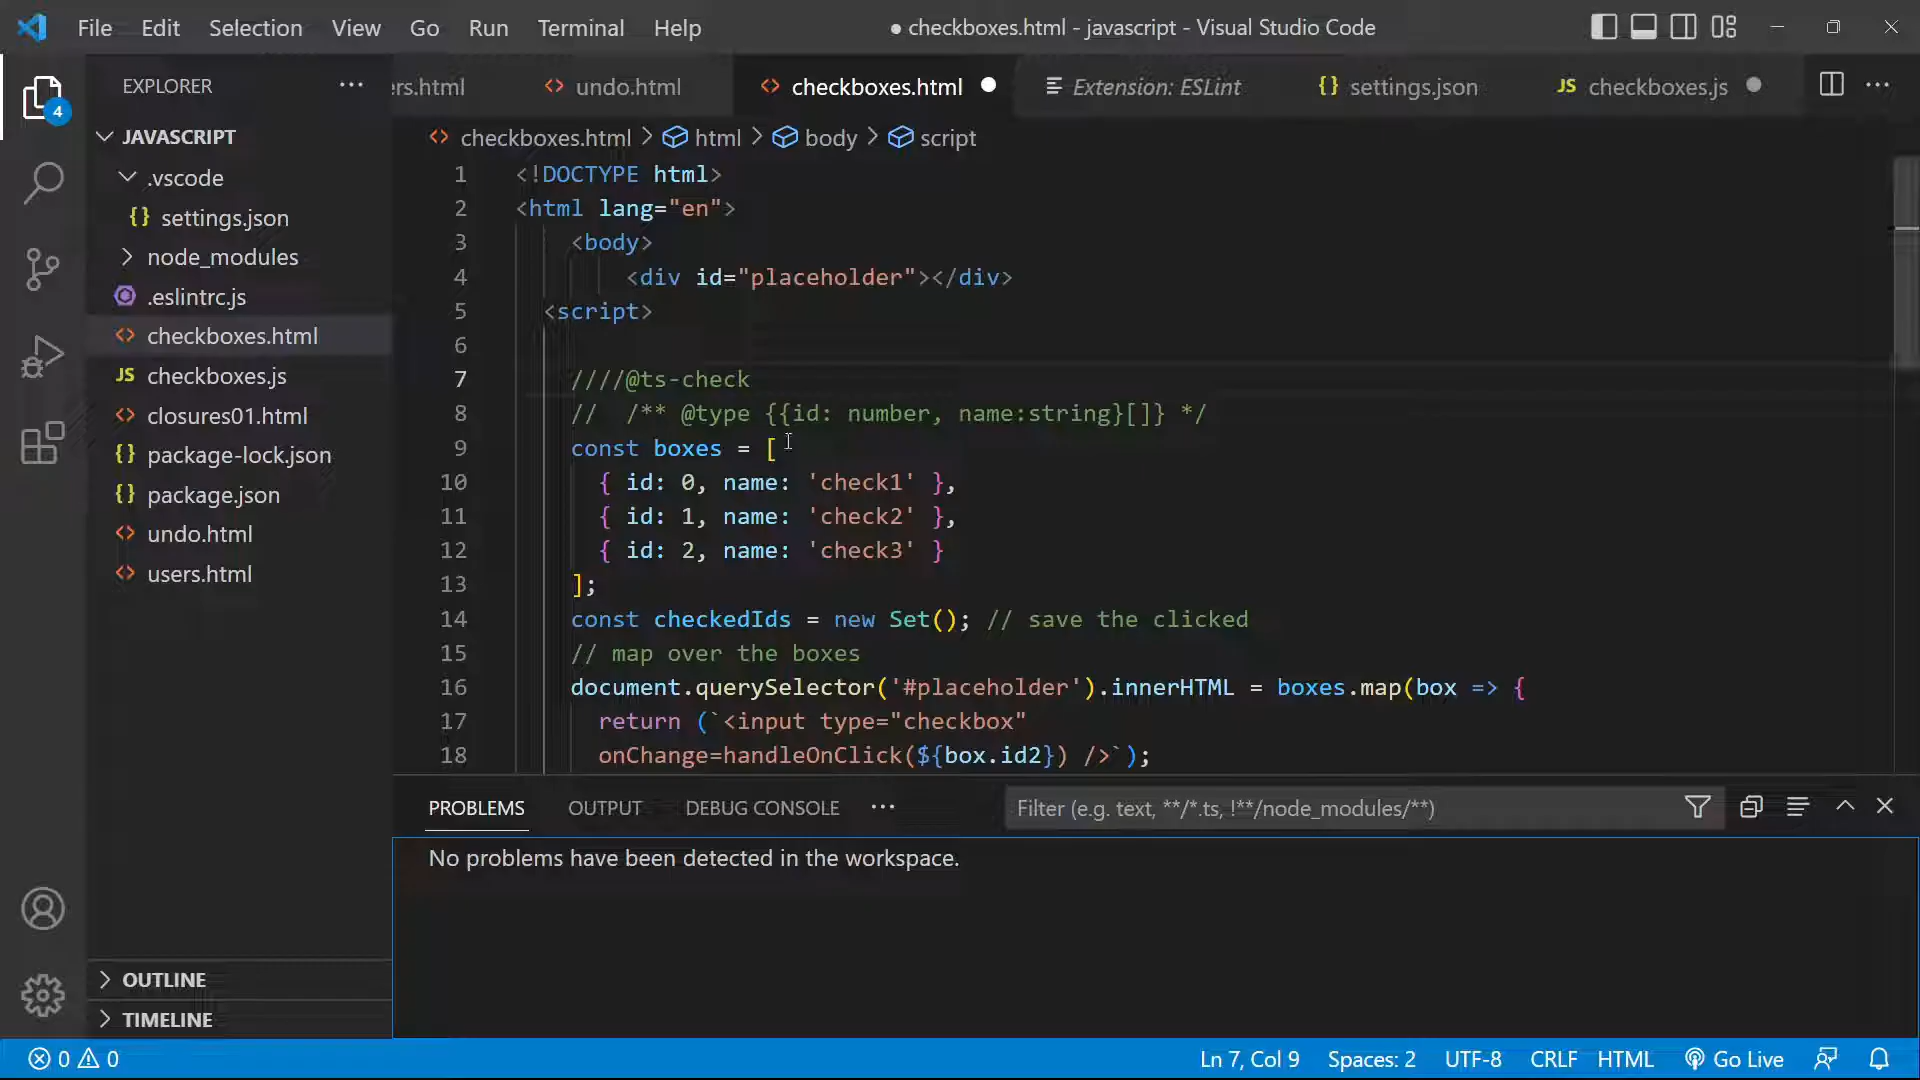 File Edit Selection View Go Run Terminal Help
● checkboxes.html - javascript - Visual Studio Code
EXPLORER
ers.html
undo.html
checkboxes.html
Extension: ESLint
{} settings.json
JS checkboxes.js
4
JAVASCRIPT
.vscode
{} settings.json
node_modules
.eslintrc.js
checkboxes.html
JS checkboxes.js
closures01.html
{} package-lock.json
{} package.json
undo.html
users.html
OUTLINE
TIMELINE
checkboxes.html > html > body > script
1 <!DOCTYPE html>
2 <html lang="en">
3 <body>
4 <div id="placeholder"></div>
5 <script>
6
7 ////@ts-check
8 // /** @type {{id: number, name:string}[]} */
9 const boxes = [
10 { id: 0, name: 'check1' },
11 { id: 1, name: 'check2' },
12 { id: 2, name: 'check3' }
13 ];
14 const checkedIds = new Set(); // save the clicked
15 // map over the boxes
16 document.querySelector('#placeholder').innerHTML = boxes.map(box => {
17 return (`<input type="checkbox"
18 onChange=handleOnClick(${box.id2}) />`);
PROBLEMS OUTPUT DEBUG CONSOLE
Filter (e.g. text, **/*.ts, !**/node_modules/**)
No problems have been detected in the workspace.
0 0
Ln 7, Col 9 Spaces: 2 UTF-8 CRLF HTML Go Live